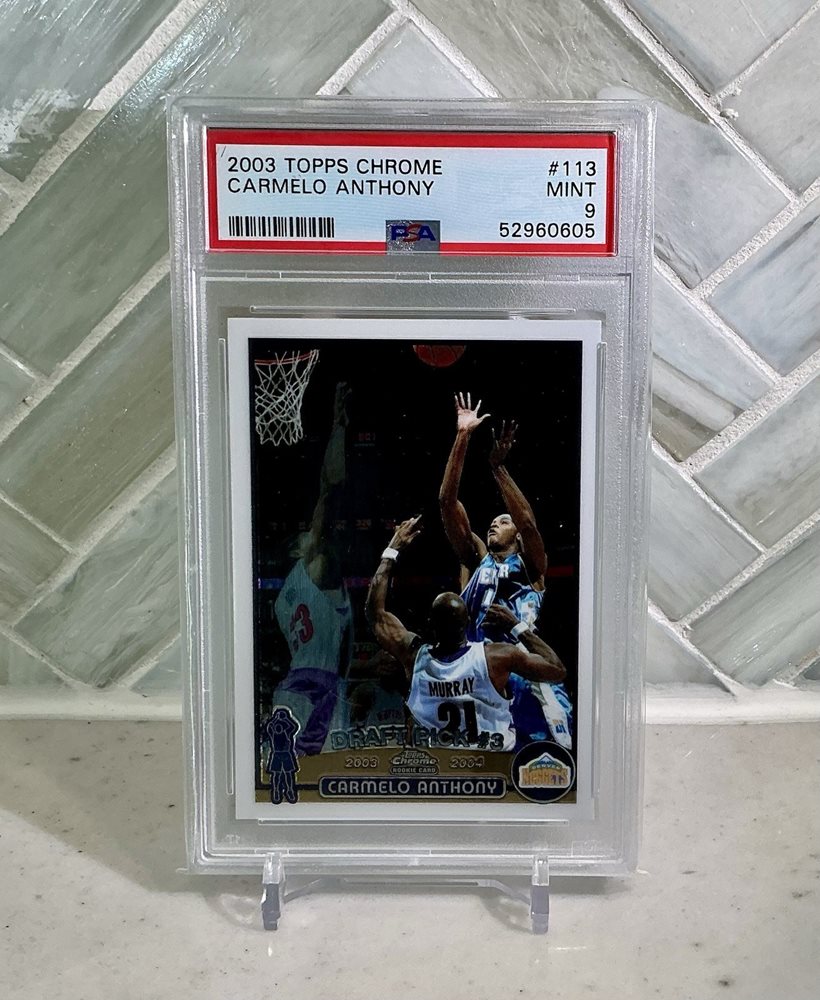 2003 TOPPS CHROME #113
CARMELO ANTHONY MINT
9
PSA 52960605
MURRAY
31
DRAFT PICK #3
2003 Topps Chrome 2004
ROOKIE CARD
CARMELO ANTHONY
DENVER
NUGGETS